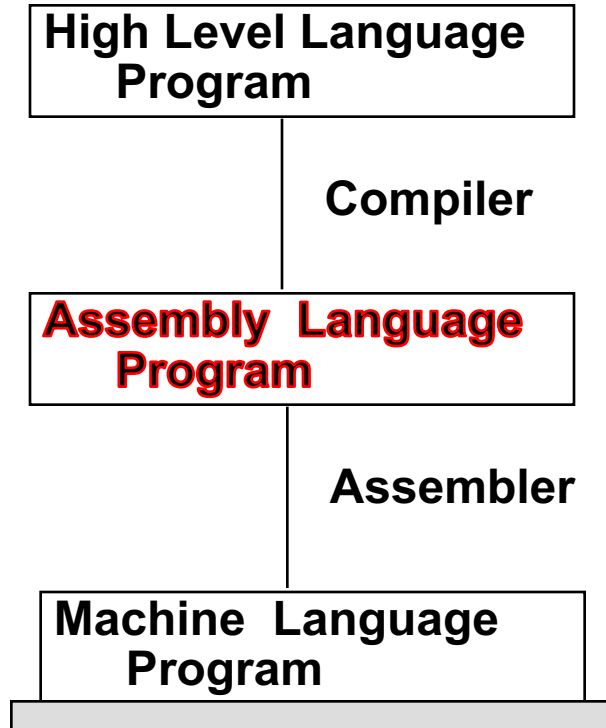 High Level Language
Program
Compiler
Assembly Language
Program
Assembler
Machine Language
Program